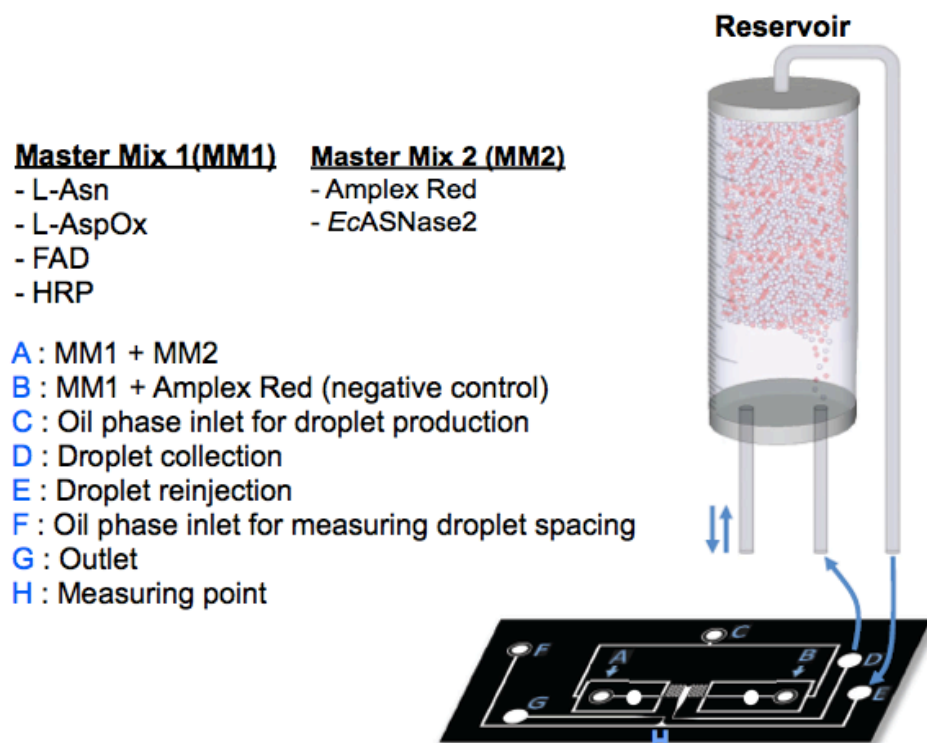 Reservoir
Master Mix 1(MM1)
- L-Asn
- L-AspOx
- FAD
- HRP
Master Mix 2 (MM2)
- Amplex Red
- EcASNase2
A : MM1 + MM2
B : MM1 + Amplex Red (negative control)
C : Oil phase inlet for droplet production
D : Droplet collection
E : Droplet reinjection
F : Oil phase inlet for measuring droplet spacing
G : Outlet
H : Measuring point
C
F
A
B
D
E
G
H